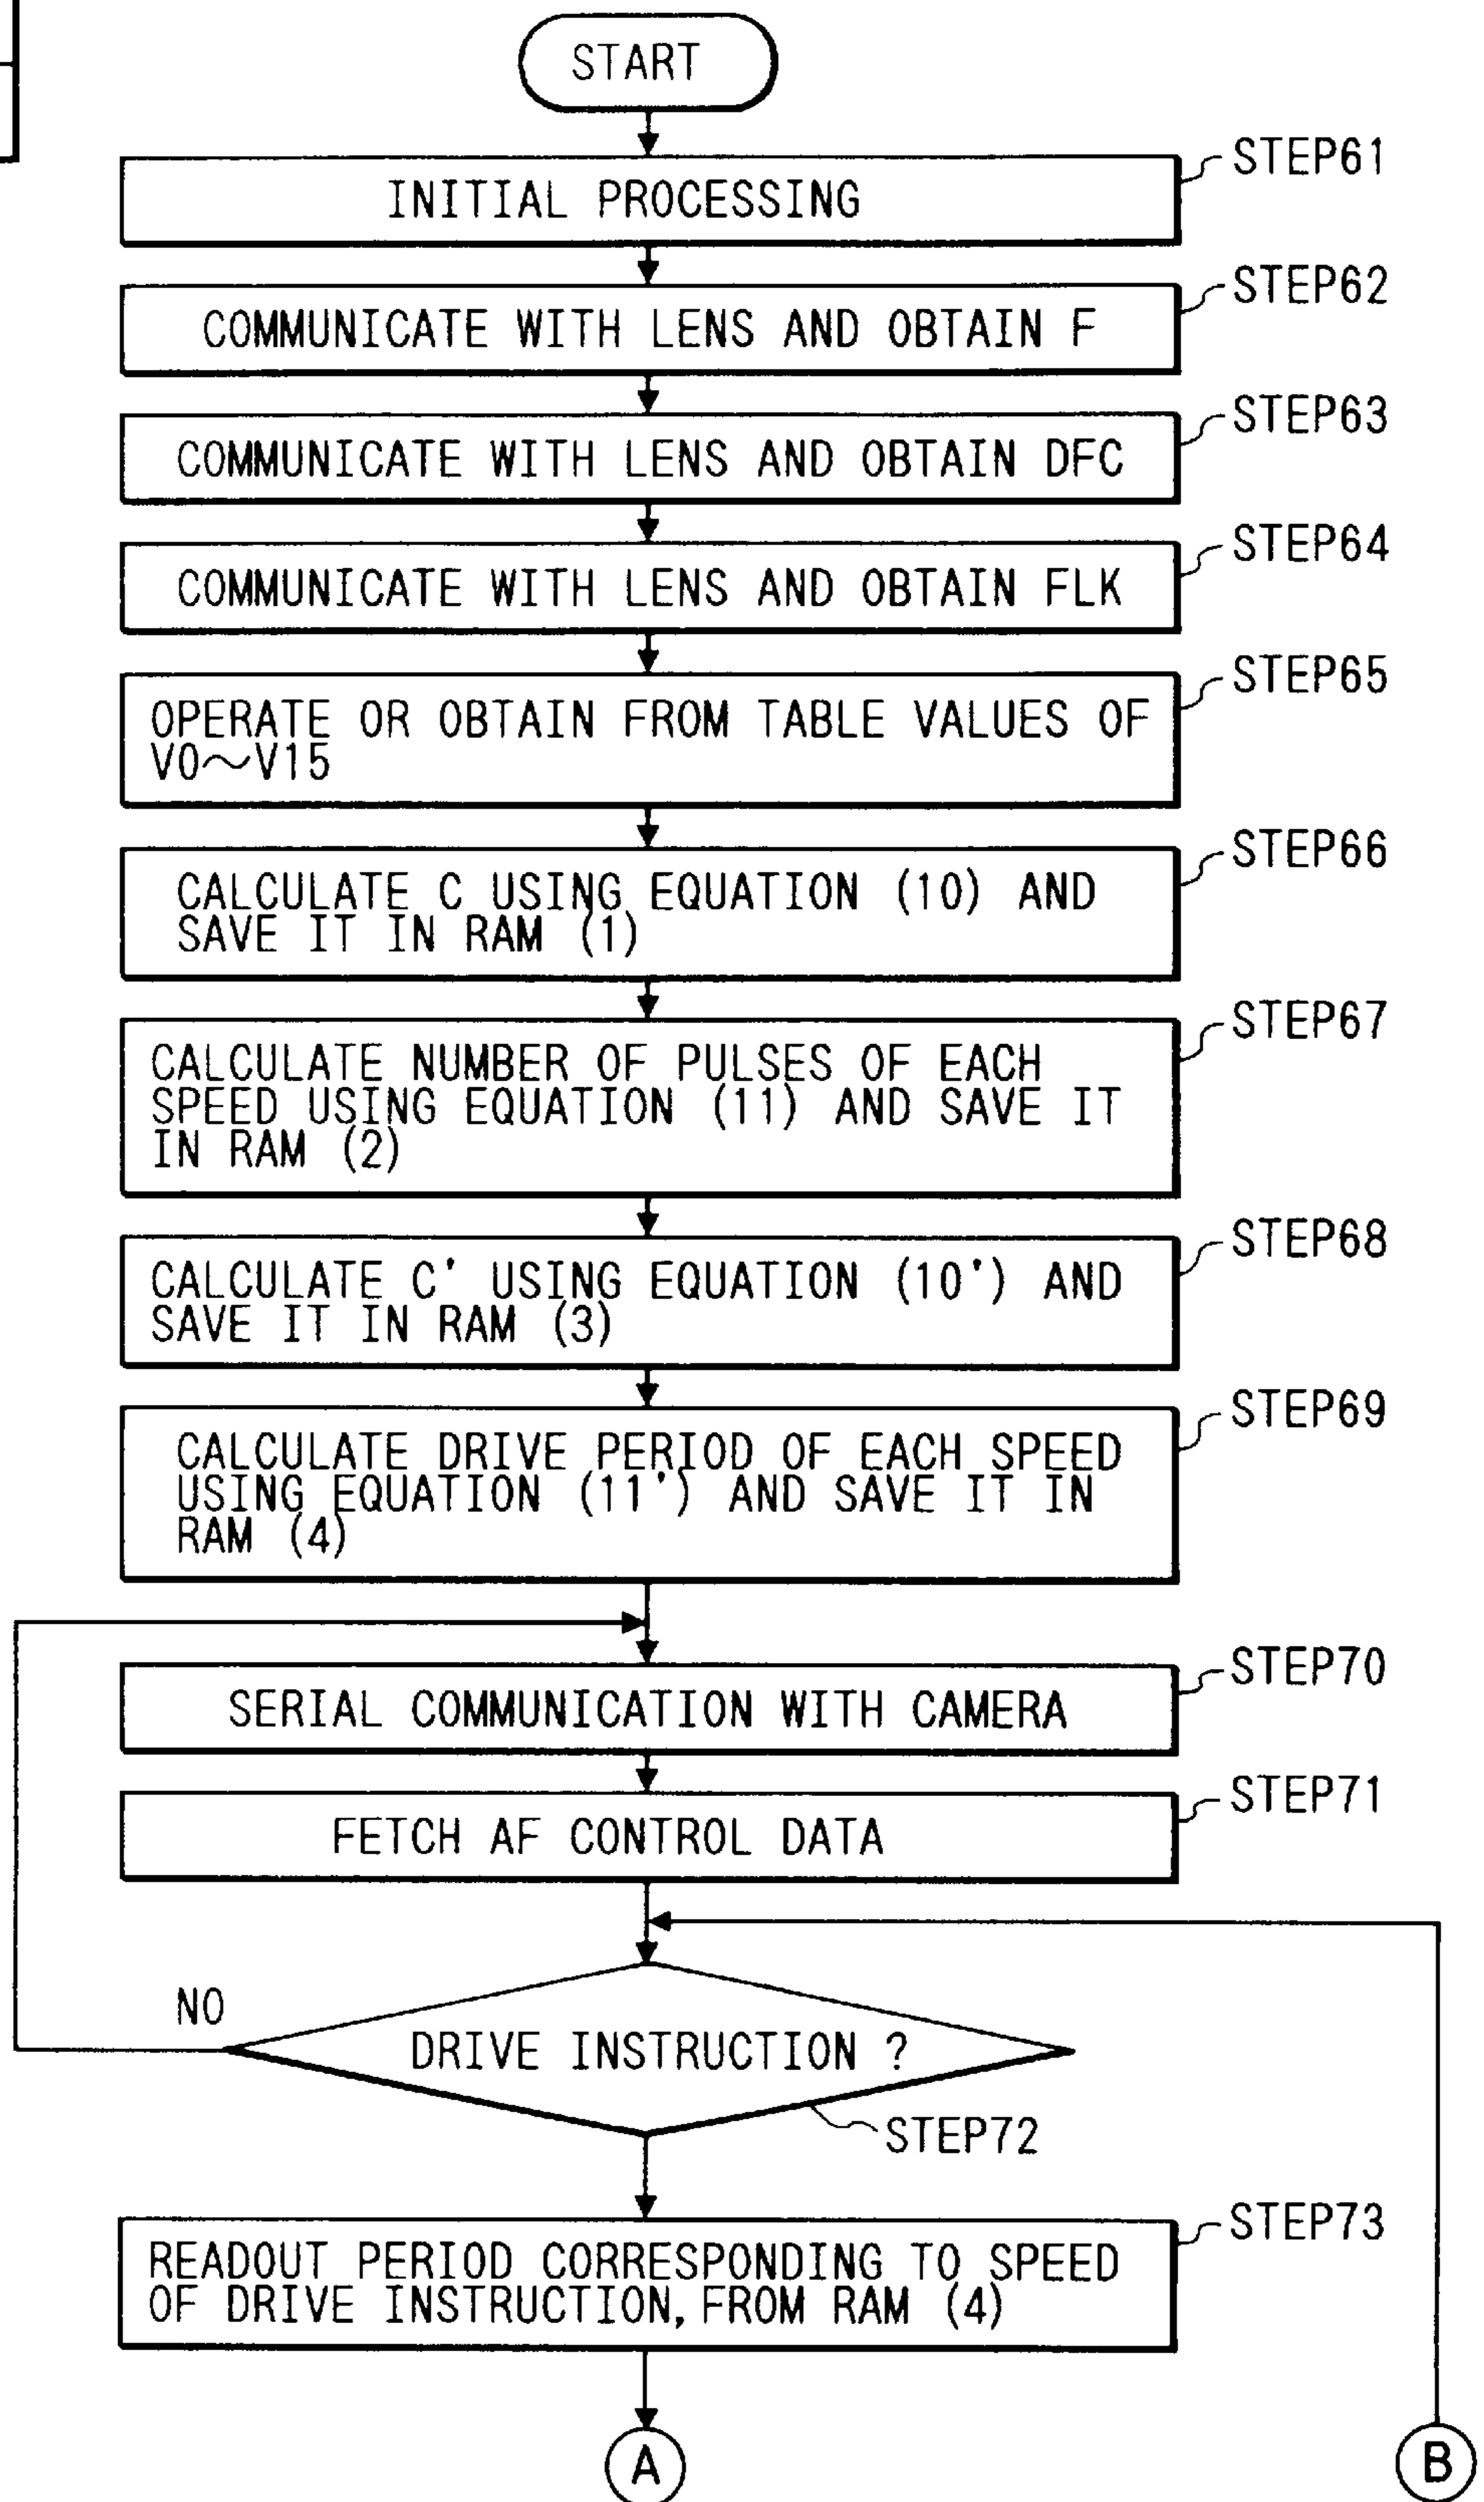 START
STEP61
INITIAL PROCESSING
STEP62
COMMUNICATE WITH LENS AND OBTAIN F
STEP63
COMMUNICATE WITH LENS AND OBTAIN DFC
STEP64
COMMUNICATE WITH LENS AND OBTAIN FLK
STEP65
OPERATE OR OBTAIN FROM TABLE VALUES OF
V0～V15
STEP66
CALCULATE C USING EQUATION (10) AND
SAVE IT IN RAM (1)
STEP67
CALCULATE NUMBER OF PULSES OF EACH
SPEED USING EQUATION (11) AND SAVE IT
IN RAM (2)
STEP68
CALCULATE C' USING EQUATION (10') AND
SAVE IT IN RAM (3)
STEP69
CALCULATE DRIVE PERIOD OF EACH SPEED
USING EQUATION (11') AND SAVE IT IN
RAM (4)
STEP70
SERIAL COMMUNICATION WITH CAMERA
STEP71
FETCH AF CONTROL DATA
NO
DRIVE INSTRUCTION ?
STEP72
STEP73
READOUT PERIOD CORRESPONDING TO SPEED
OF DRIVE INSTRUCTION, FROM RAM (4)
A
B